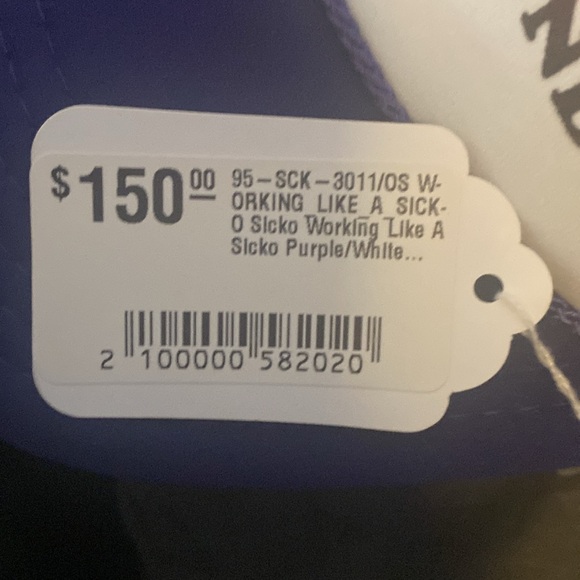 $150 00
95-SCK-3011/OS W-
ORKING LIKE A SICK-
O Sicko Working Like A
Sicko Purple/White...
2 100000 582020